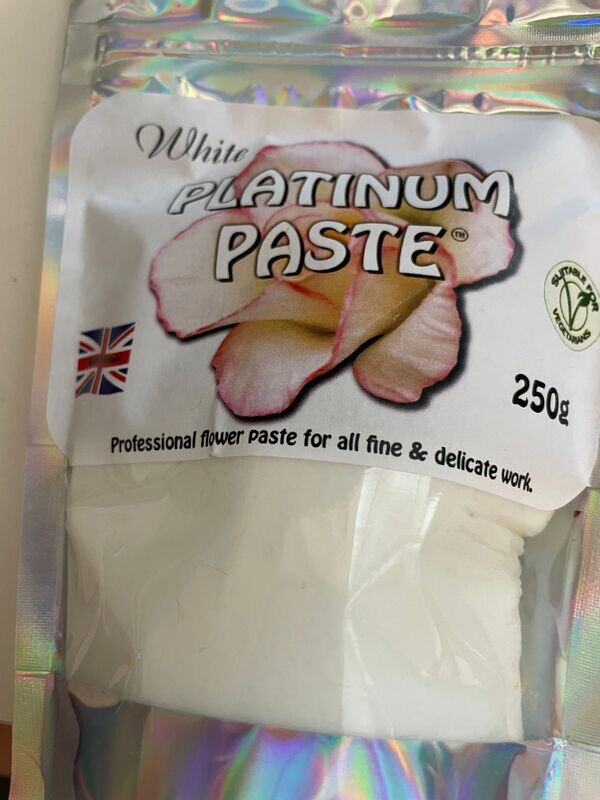 White
PLATINUM
PASTE™
SUITABLE FOR
VEGETARIANS
250g
Professional flower paste for all fine & delicate work.